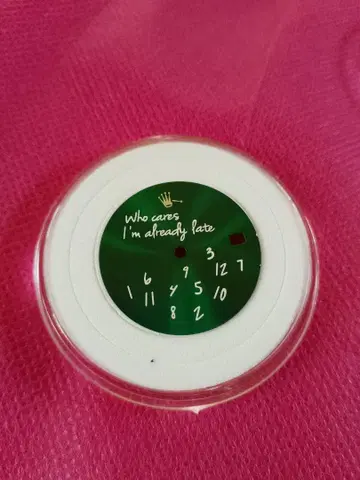 Who cares
I'm already late
3
6 9 12 7
1 11 4 5 10
8 2